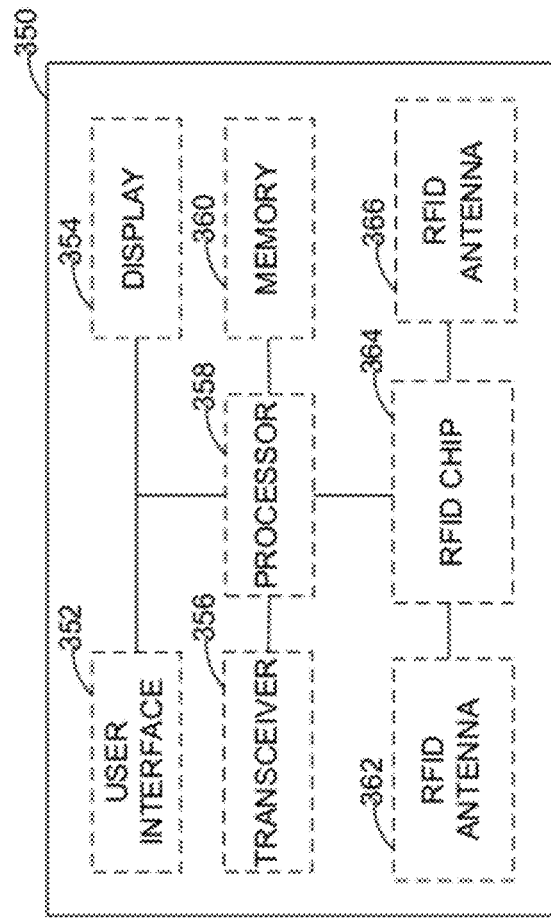 350
352
USER
INTERFACE
354
DISPLAY
356
TRANSCEIVER
358
PROCESSOR
360
MEMORY
362
RFID
ANTENNA
364
RFID CHIP
366
RFID
ANTENNA